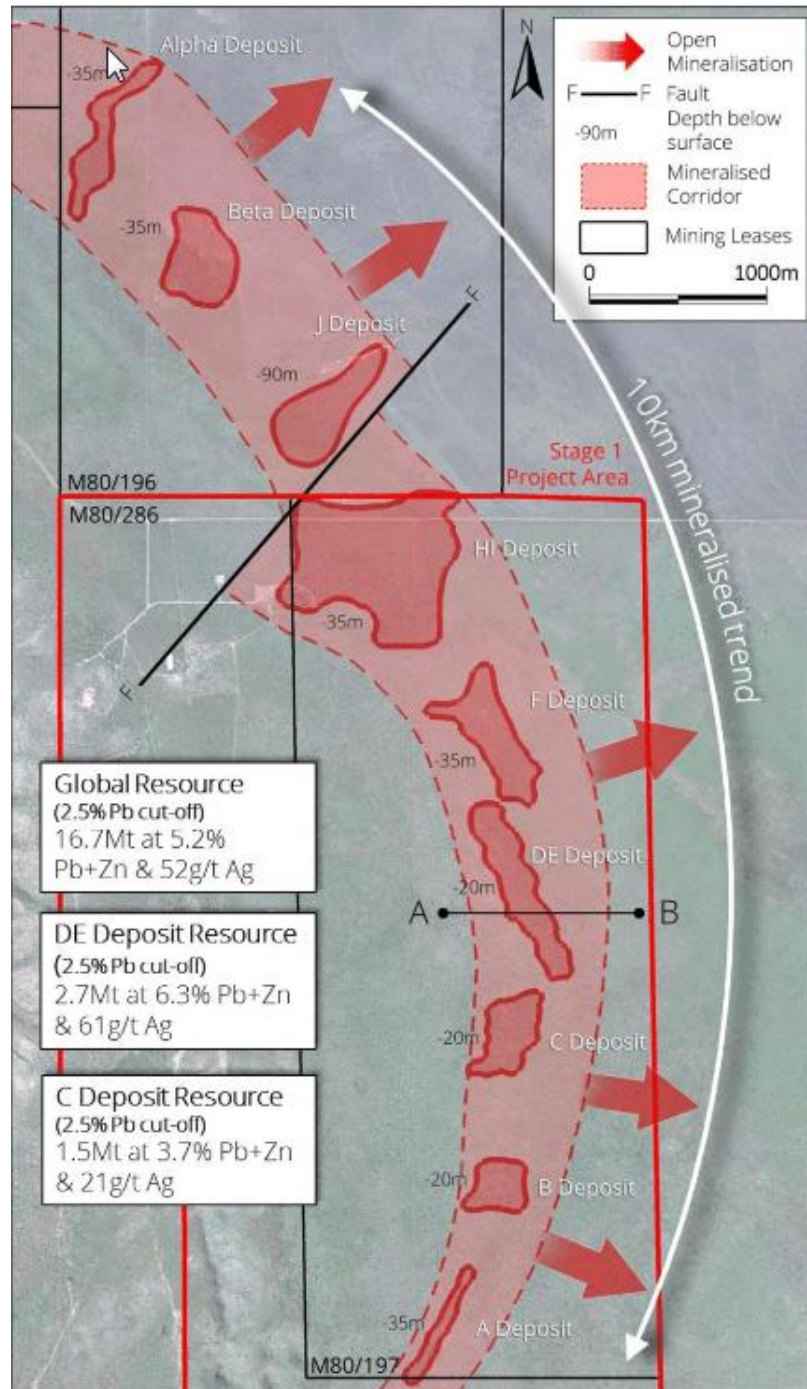 Alpha Deposit
-35m
N
Open
Mineralisation
F F Fault
-90m Depth below
surface
Mineralised
Corridor
Mining Leases
0 1000m
Beta Deposit
-35m
J Deposit
F
-90m
10km mineralised trend
Stage 1
Project Area
M80/196
M80/286
HI Deposit
-35m
F
F Deposit
-35m
Global Resource
(2.5% Pb cut-off)
16.7Mt at 5.2%
Pb+Zn & 52g/t Ag
DE Deposit
-20m
A B
DE Deposit Resource
(2.5% Pb cut-off)
2.7Mt at 6.3% Pb+Zn
& 61g/t Ag
C Deposit
-20m
C Deposit Resource
(2.5% Pb cut-off)
1.5Mt at 3.7% Pb+Zn
& 21g/t Ag
B Deposit
-20m
A Deposit
-35m
M80/197